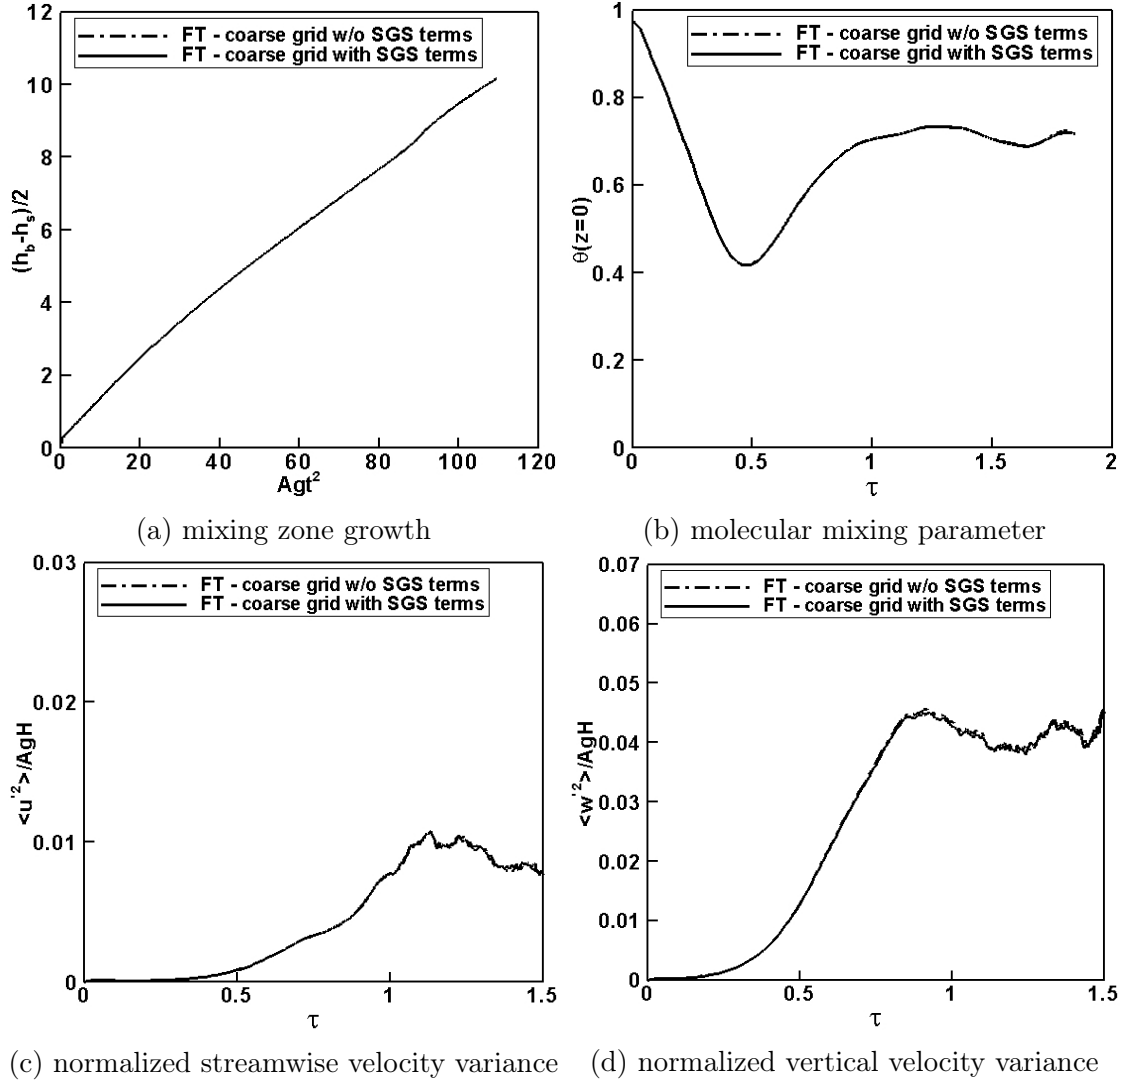 12
10
8
6
4
2
0
(h_b-h_s)/2
FT - coarse grid w/o SGS terms
FT - coarse grid with SGS terms
0 20 40 60 80 100 120
Agt²
(a) mixing zone growth
1
0.8
0.6
0.4
0.2
0
θ(z=0)
FT - coarse grid w/o SGS terms
FT - coarse grid with SGS terms
0 0.5 1 1.5 2
τ
(b) molecular mixing parameter
0.03
0.02
0.01
0
<u'²>/AgH
FT - coarse grid w/o SGS terms
FT - coarse grid with SGS terms
0 0.5 1 1.5
τ
(c) normalized streamwise velocity variance
0.07
0.06
0.05
0.04
0.03
0.02
0.01
0
<w'²>/AgH
FT - coarse grid w/o SGS terms
FT - coarse grid with SGS terms
0 0.5 1 1.5
τ
(d) normalized vertical velocity variance